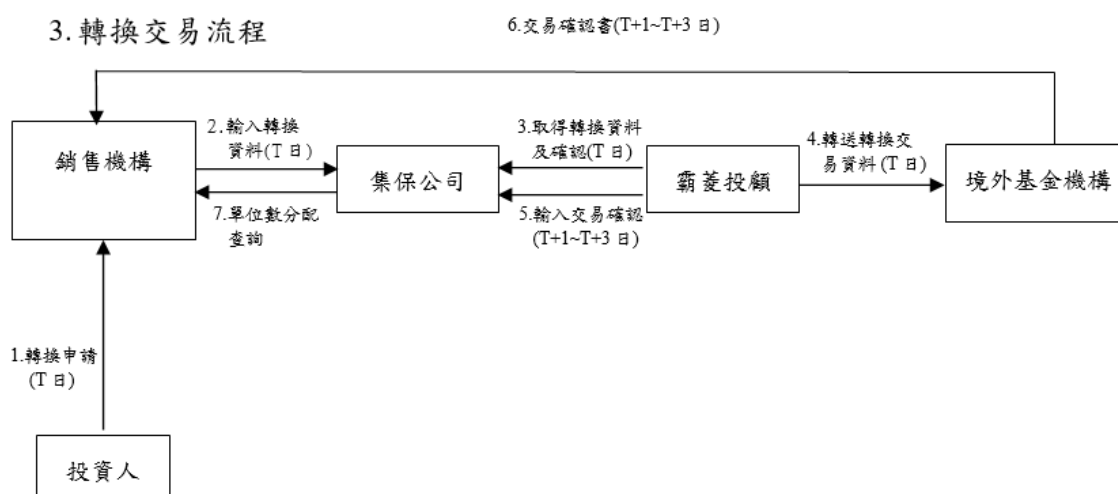 3.轉換交易流程
6.交易確認書(T+1~T+3 日)
銷售機構
2.輸入轉換
資料(T 日)
集保公司
3.取得轉換資料
及確認(T 日)
霸菱投顧
4.轉送轉換交
易資料 (T 日)
境外基金機構
7.單位數分配
查詢
5.輸入交易確認
(T+1~T+3 日)
1.轉換申請
(T 日)
投資人